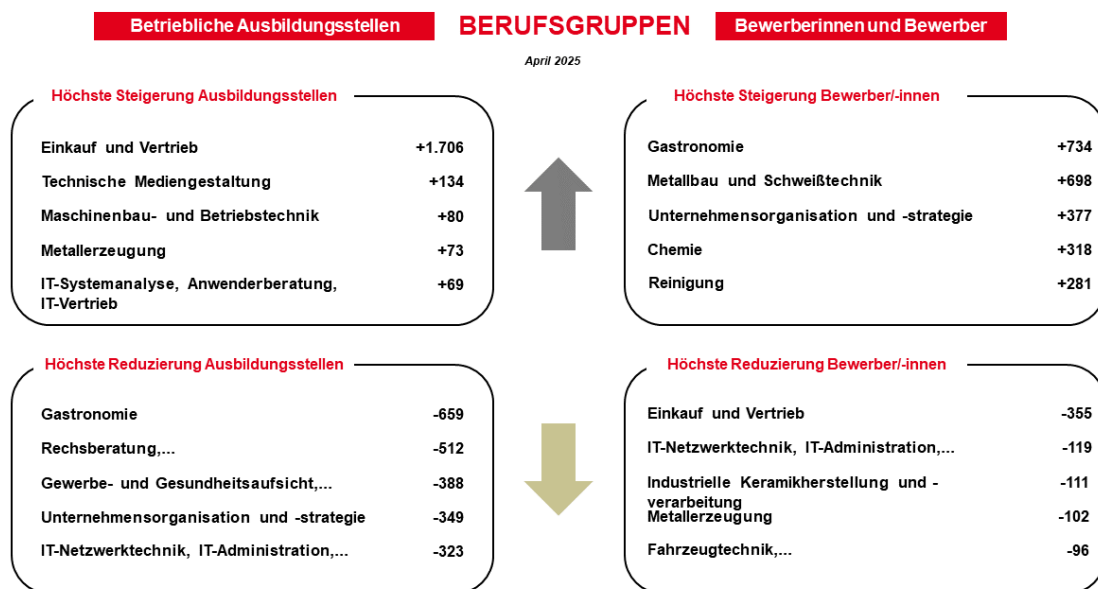 Betriebliche Ausbildungsstellen
BERUFSGRUPPEN
Bewerberinnen und Bewerber
April 2025
Höchste Steigerung Ausbildungsstellen
Einkauf und Vertrieb +1.706
Technische Mediengestaltung +134
Maschinenbau- und Betriebstechnik +80
Metallerzeugung +73
IT-Systemanalyse, Anwenderberatung, +69
IT-Vertrieb
Höchste Steigerung Bewerber/-innen
Gastronomie +734
Metallbau und Schweißtechnik +698
Unternehmensorganisation und -strategie +377
Chemie +318
Reinigung +281
Höchste Reduzierung Ausbildungsstellen
Gastronomie -659
Rechsberatung,... -512
Gewerbe- und Gesundheitsaufsicht,... -388
Unternehmensorganisation und -strategie -349
IT-Netzwerktechnik, IT-Administration,... -323
Höchste Reduzierung Bewerber/-innen
Einkauf und Vertrieb -355
IT-Netzwerktechnik, IT-Administration,... -119
Industrielle Keramikherstellung und - -111
verarbeitung
Metallerzeugung -102
Fahrzeugtechnik,... -96